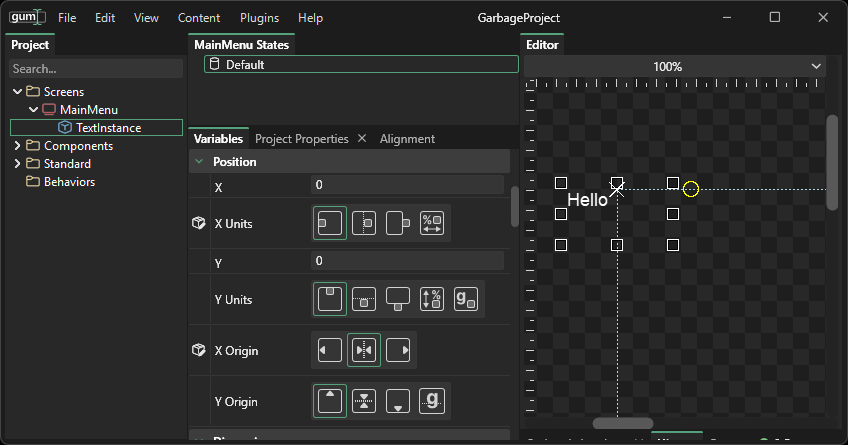 gum File Edit View Content Plugins Help GarbageProject
Project
Search...
Screens
MainMenu
TextInstance
Components
Standard
Behaviors
MainMenu States
Default
Variables Project Properties Alignment
Position
X 0
X Units %
Y 0
Y Units % g
X Origin
Y Origin g
Editor
100%
Hello